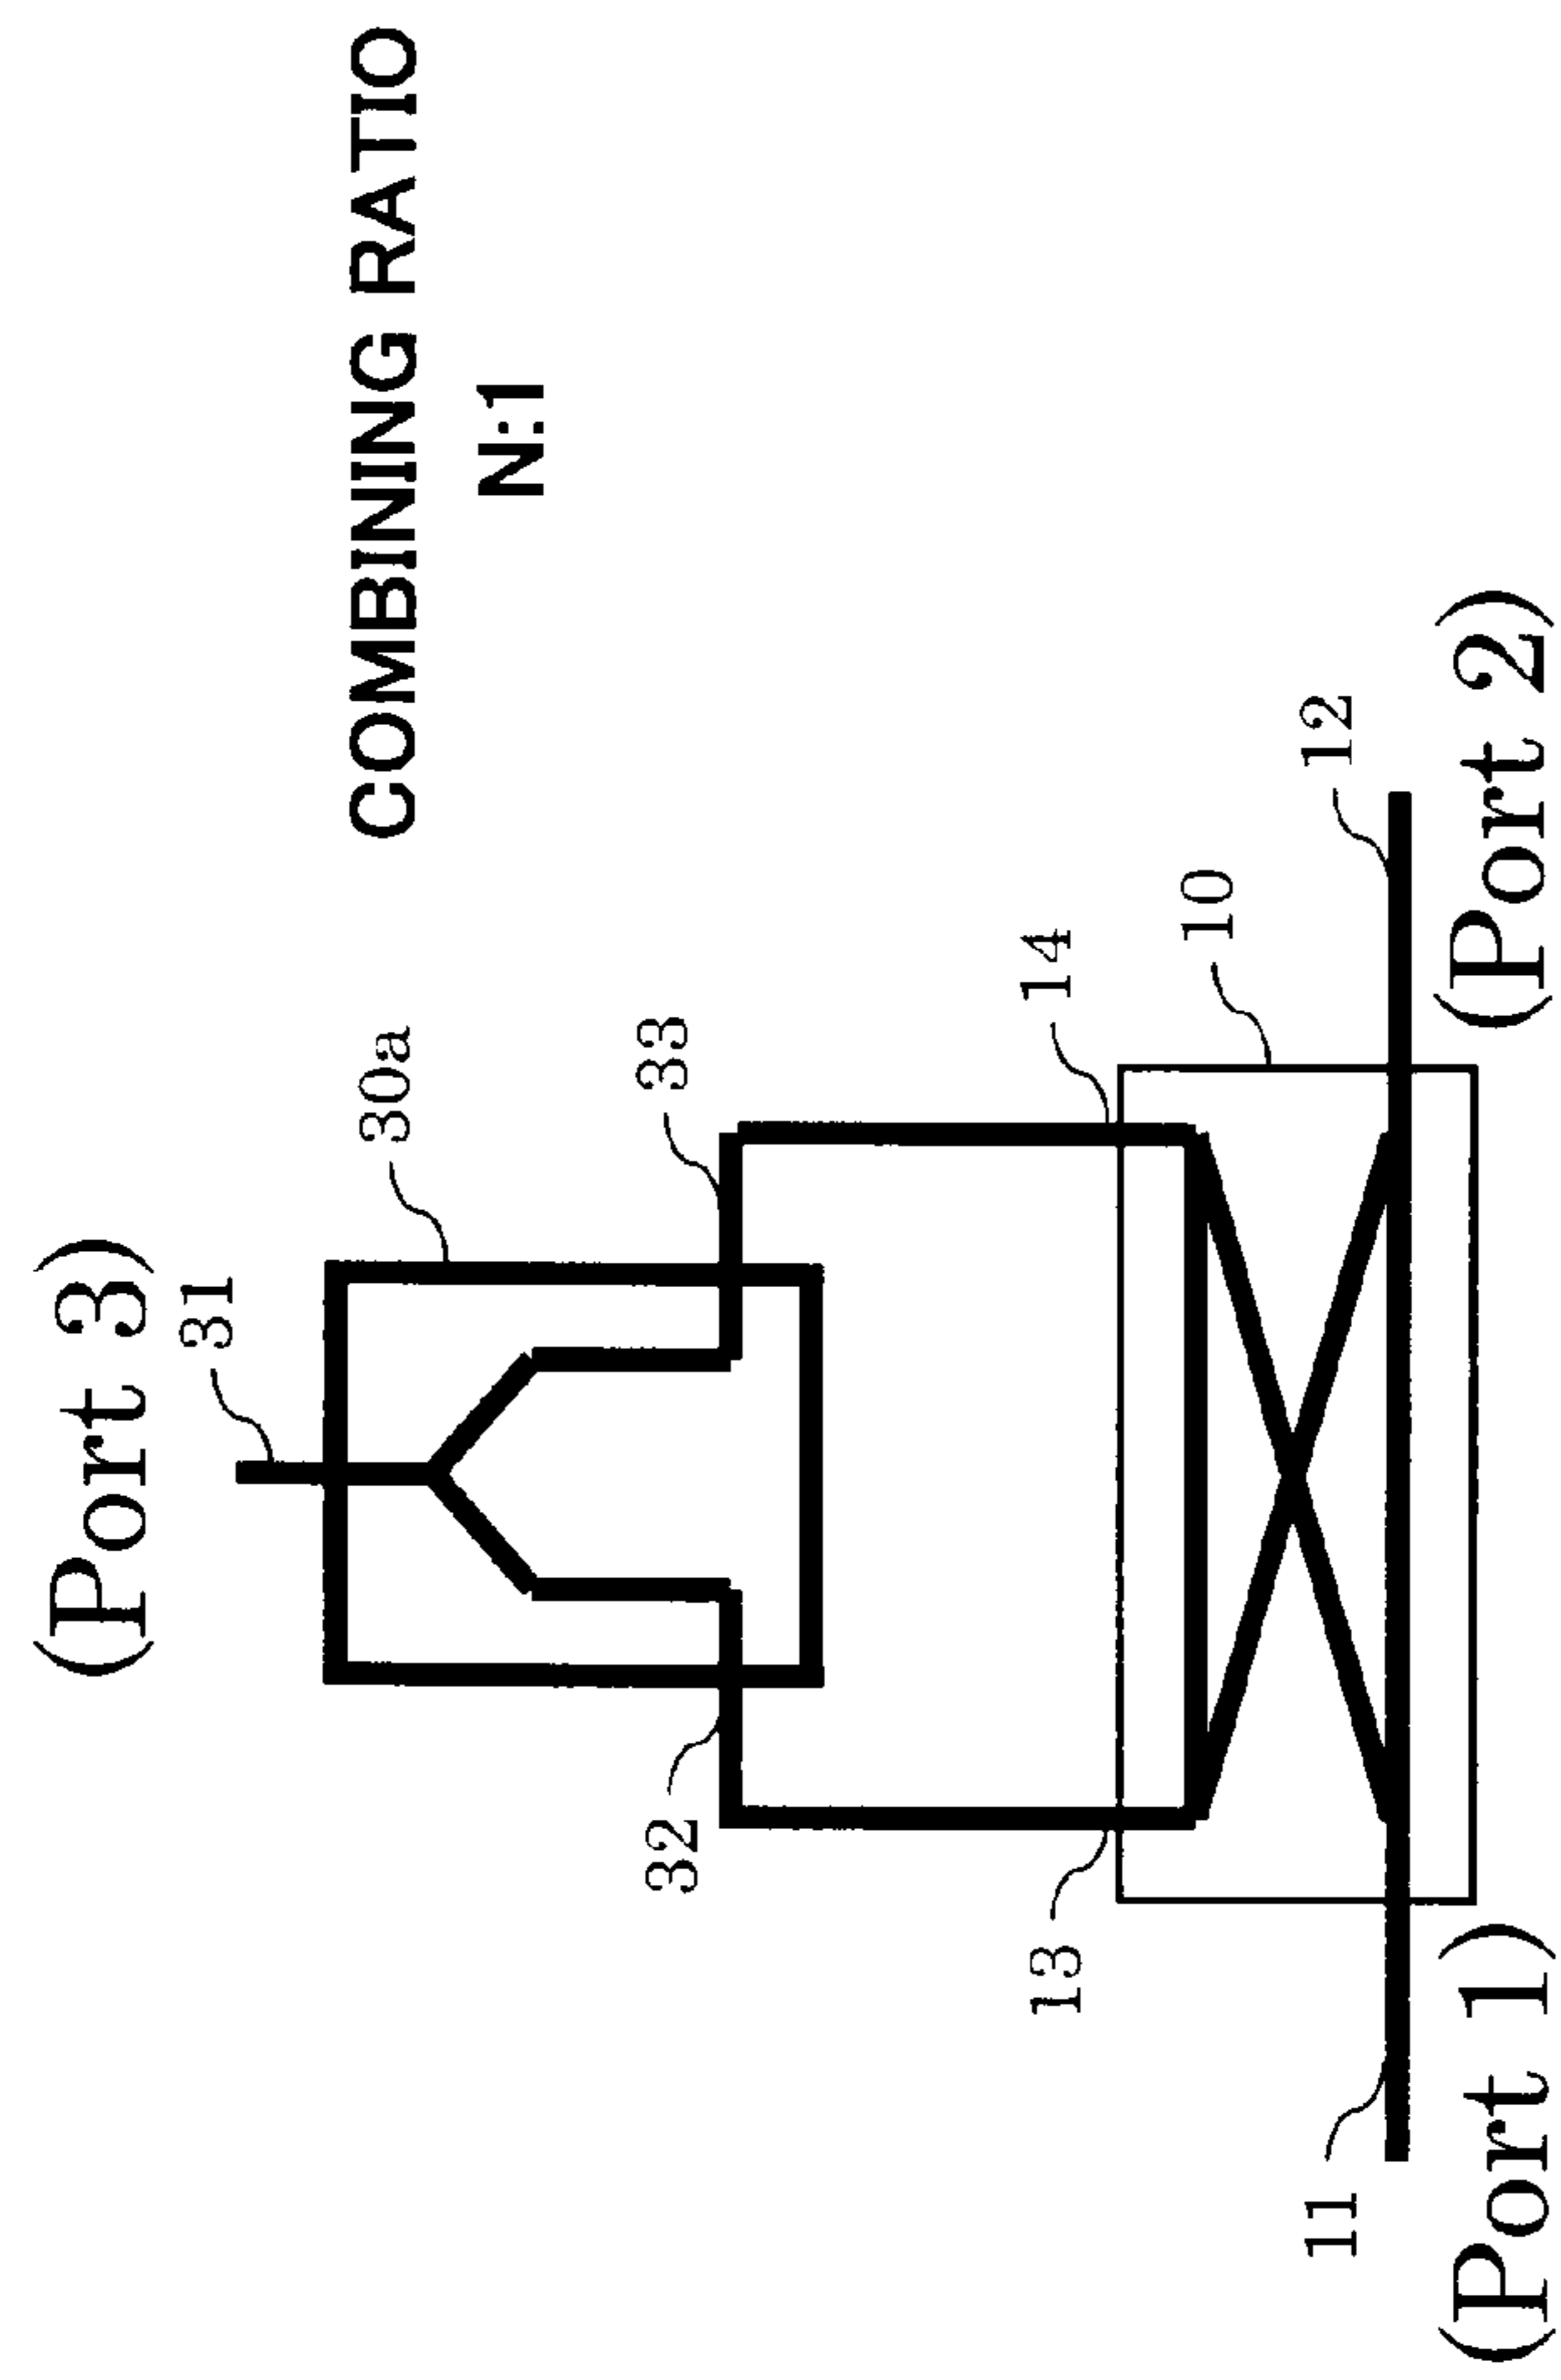 (Port 3)
31
30a
COMBINING RATIO
N:1
32
33
13
14
10
11
12
(Port 1)
(Port 2)